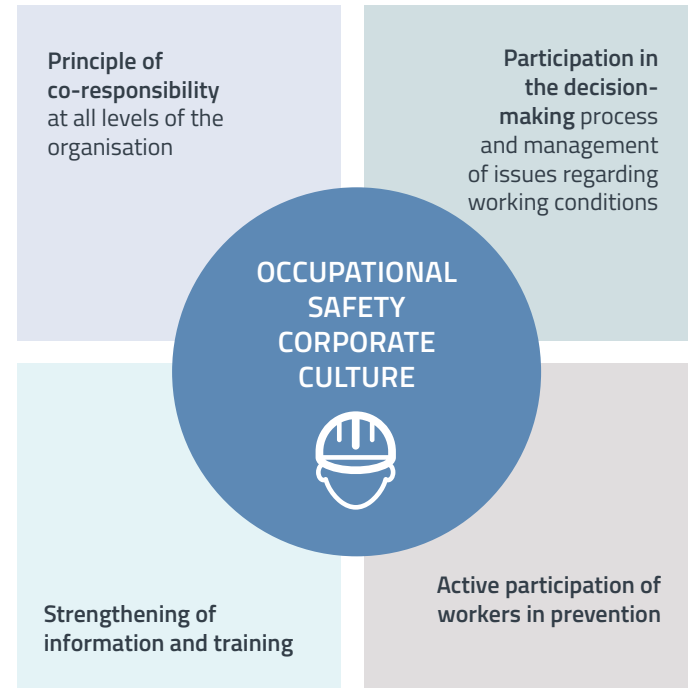 Principle of
co-responsibility
at all levels of the
organisation
Participation in
the decision-
making process
and management
of issues regarding
working conditions
OCCUPATIONAL
SAFETY
CORPORATE
CULTURE
Strengthening of
information and training
Active participation of
workers in prevention